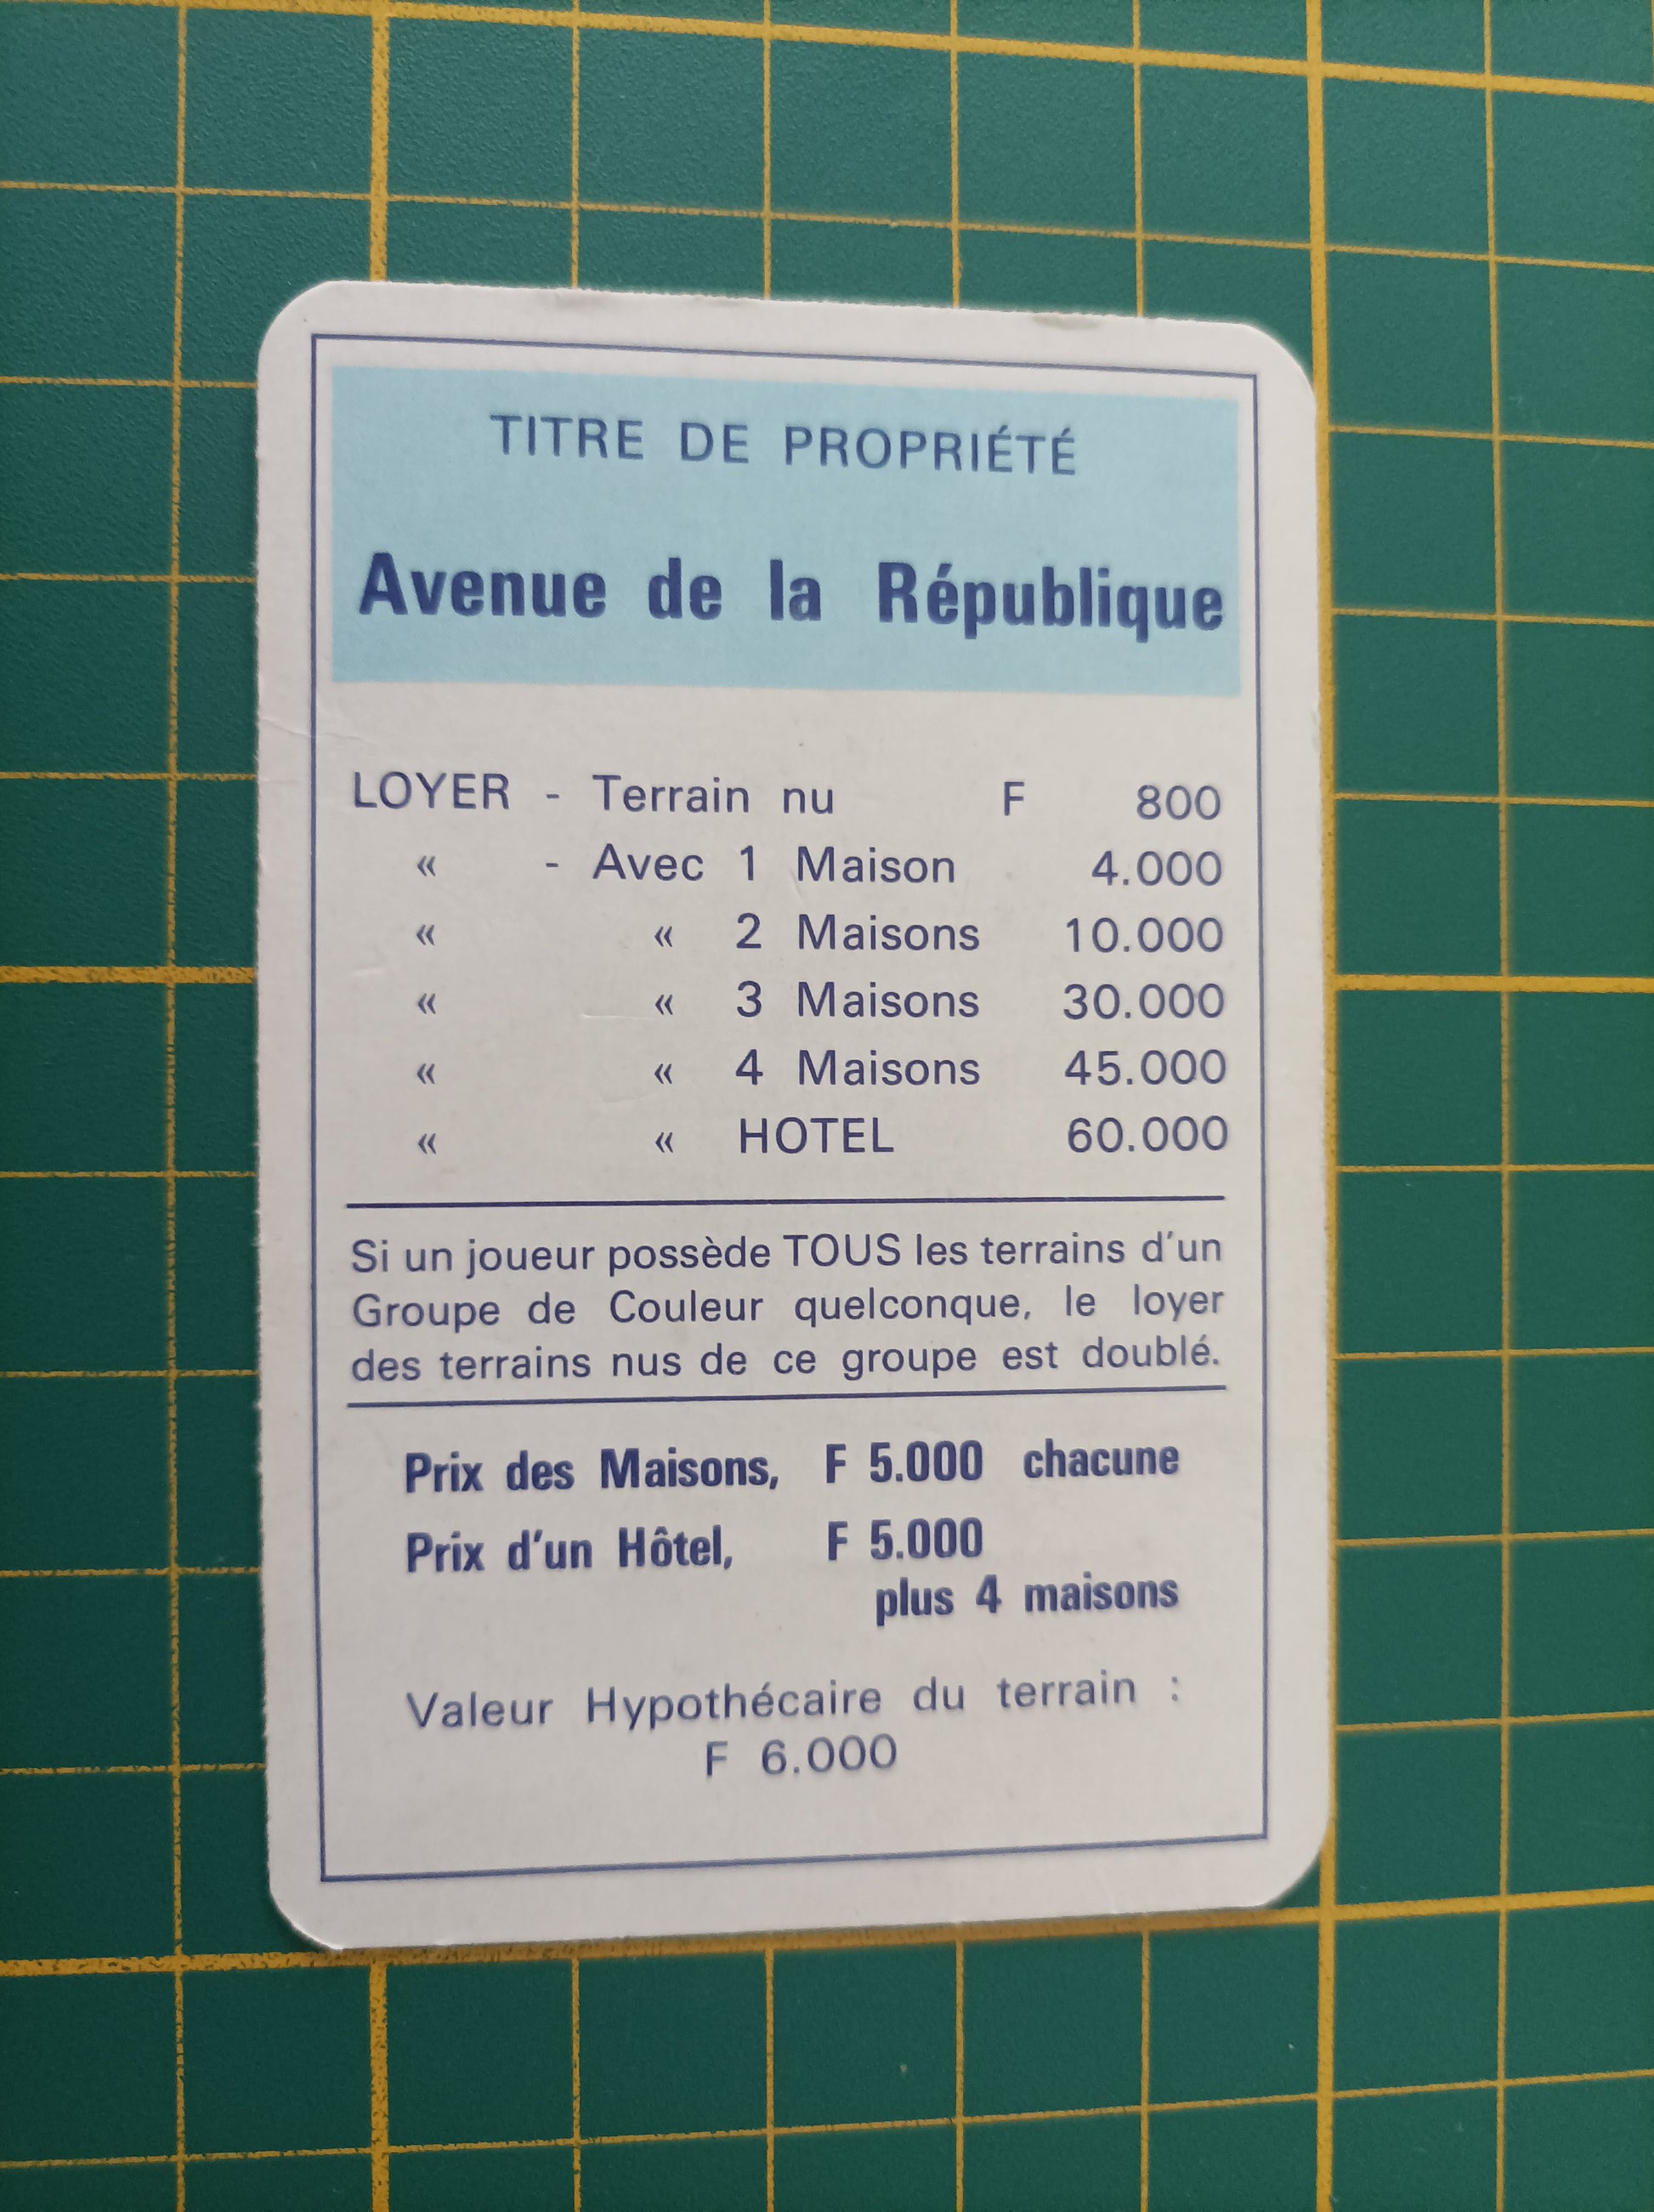 TITRE DE PROPRIÉTÉ
Avenue de la République
LOYER - Terrain nu F 800
« - Avec 1 Maison 4.000
« « 2 Maisons 10.000
« « 3 Maisons 30.000
« « 4 Maisons 45.000
« « HOTEL 60.000
Si un joueur possède TOUS les terrains d'un
Groupe de Couleur quelconque, le loyer
des terrains nus de ce groupe est doublé.
Prix des Maisons, F 5.000 chacune
Prix d'un Hôtel, F 5.000
plus 4 maisons
Valeur Hypothécaire du terrain :
F 6.000